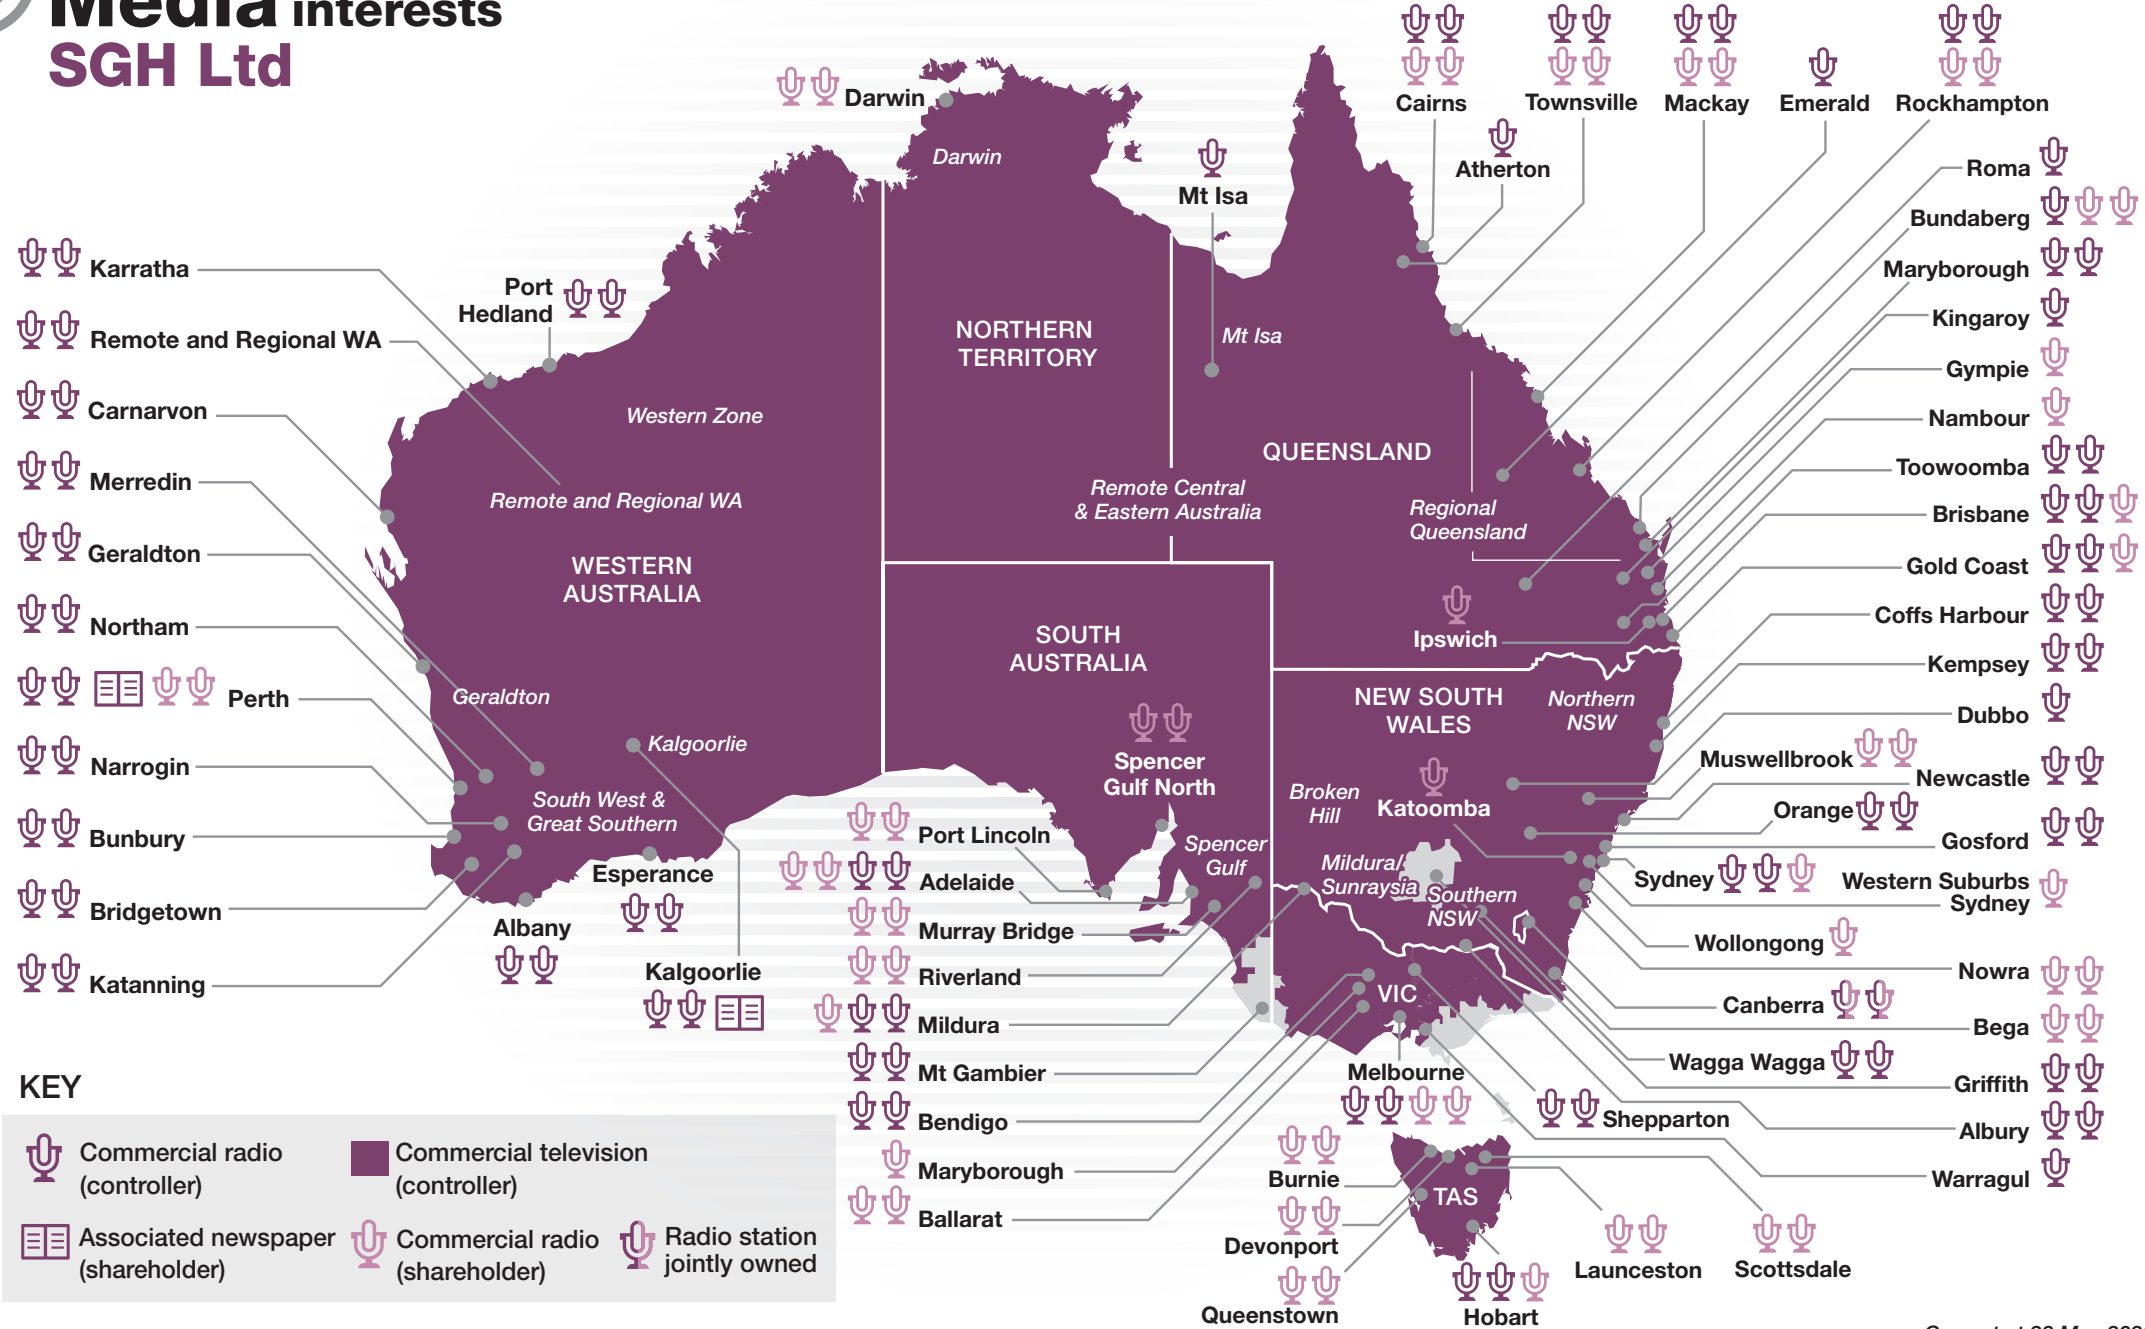 Media interests
SGH Ltd
Darwin
Darwin
Cairns
Townsville
Mackay
Emerald
Rockhampton
Atherton
Mt Isa
Mt Isa
Roma
Bundaberg
Maryborough
Kingaroy
Gympie
Nambour
Toowoomba
Brisbane
Gold Coast
Coffs Harbour
Kempsey
Dubbo
Muswellbrook
Newcastle
Orange
Gosford
Sydney
Western Suburbs
Sydney
Wollongong
Nowra
Canberra
Bega
Wagga Wagga
Griffith
Albury
Warragul
Karratha
Port
Hedland
Remote and Regional WA
Carnarvon
Merredin
Geraldton
Northam
Perth
Narrogin
Bunbury
Bridgetown
Katanning
Western Zone
Remote and Regional WA
WESTERN
AUSTRALIA
Geraldton
Kalgoorlie
South West &
Great Southern
Esperance
Albany
Kalgoorlie
NORTHERN
TERRITORY
Remote Central
& Eastern Australia
QUEENSLAND
Regional
Queensland
Ipswich
SOUTH
AUSTRALIA
Spencer
Gulf North
Spencer
Gulf
NEW SOUTH
WALES
Northern
NSW
Broken
Hill
Katoomba
Mildura/
Sunraysia
Southern
NSW
VIC
Port Lincoln
Adelaide
Murray Bridge
Riverland
Mildura
Mt Gambier
Bendigo
Maryborough
Ballarat
Melbourne
Shepparton
Burnie
Devonport
Queenstown
TAS
Hobart
Launceston
Scottsdale
KEY
Commercial radio
(controller)
Commercial television
(controller)
Associated newspaper
(shareholder)
Commercial radio
(shareholder)
Radio station
jointly owned